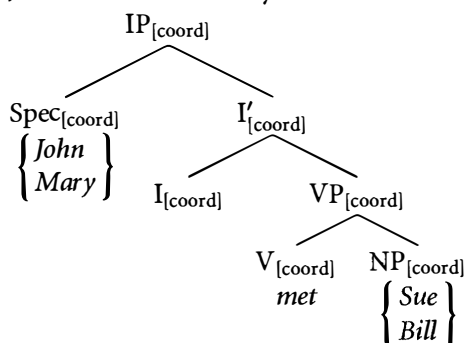 IP[coord]
Spec[coord] I′[coord]
{ John
Mary }
I[coord] VP[coord]
V[coord] NP[coord]
met { Sue
Bill }